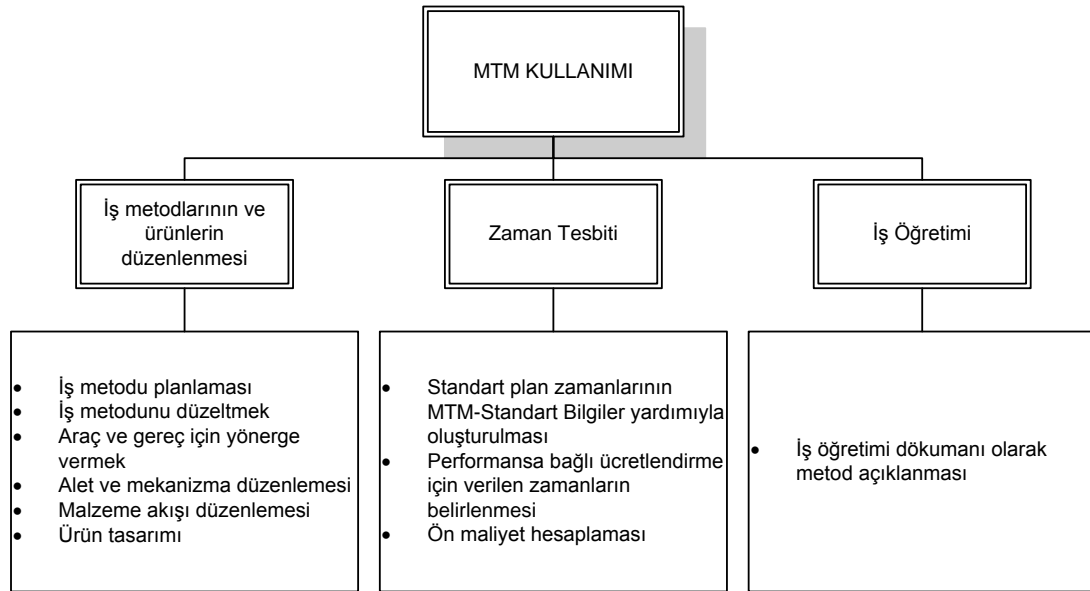 MTM KULLANIMI
İş metodlarının ve
ürünlerin
düzenlenmesi
Zaman Tesbiti
İş Öğretimi
• İş metodu planlaması
• İş metodunu düzeltmek
• Araç ve gereç için yönerge
vermek
• Alet ve mekanizma düzenlemesi
• Malzeme akışı düzenlemesi
• Ürün tasarımı
• Standart plan zamanlarının
MTM-Standart Bilgiler yardımıyla
oluşturulması
• Performansa bağlı ücretlendirme
için verilen zamanların
belirlenmesi
• Ön maliyet hesaplaması
• İş öğretimi dökumanı olarak
metod açıklanması